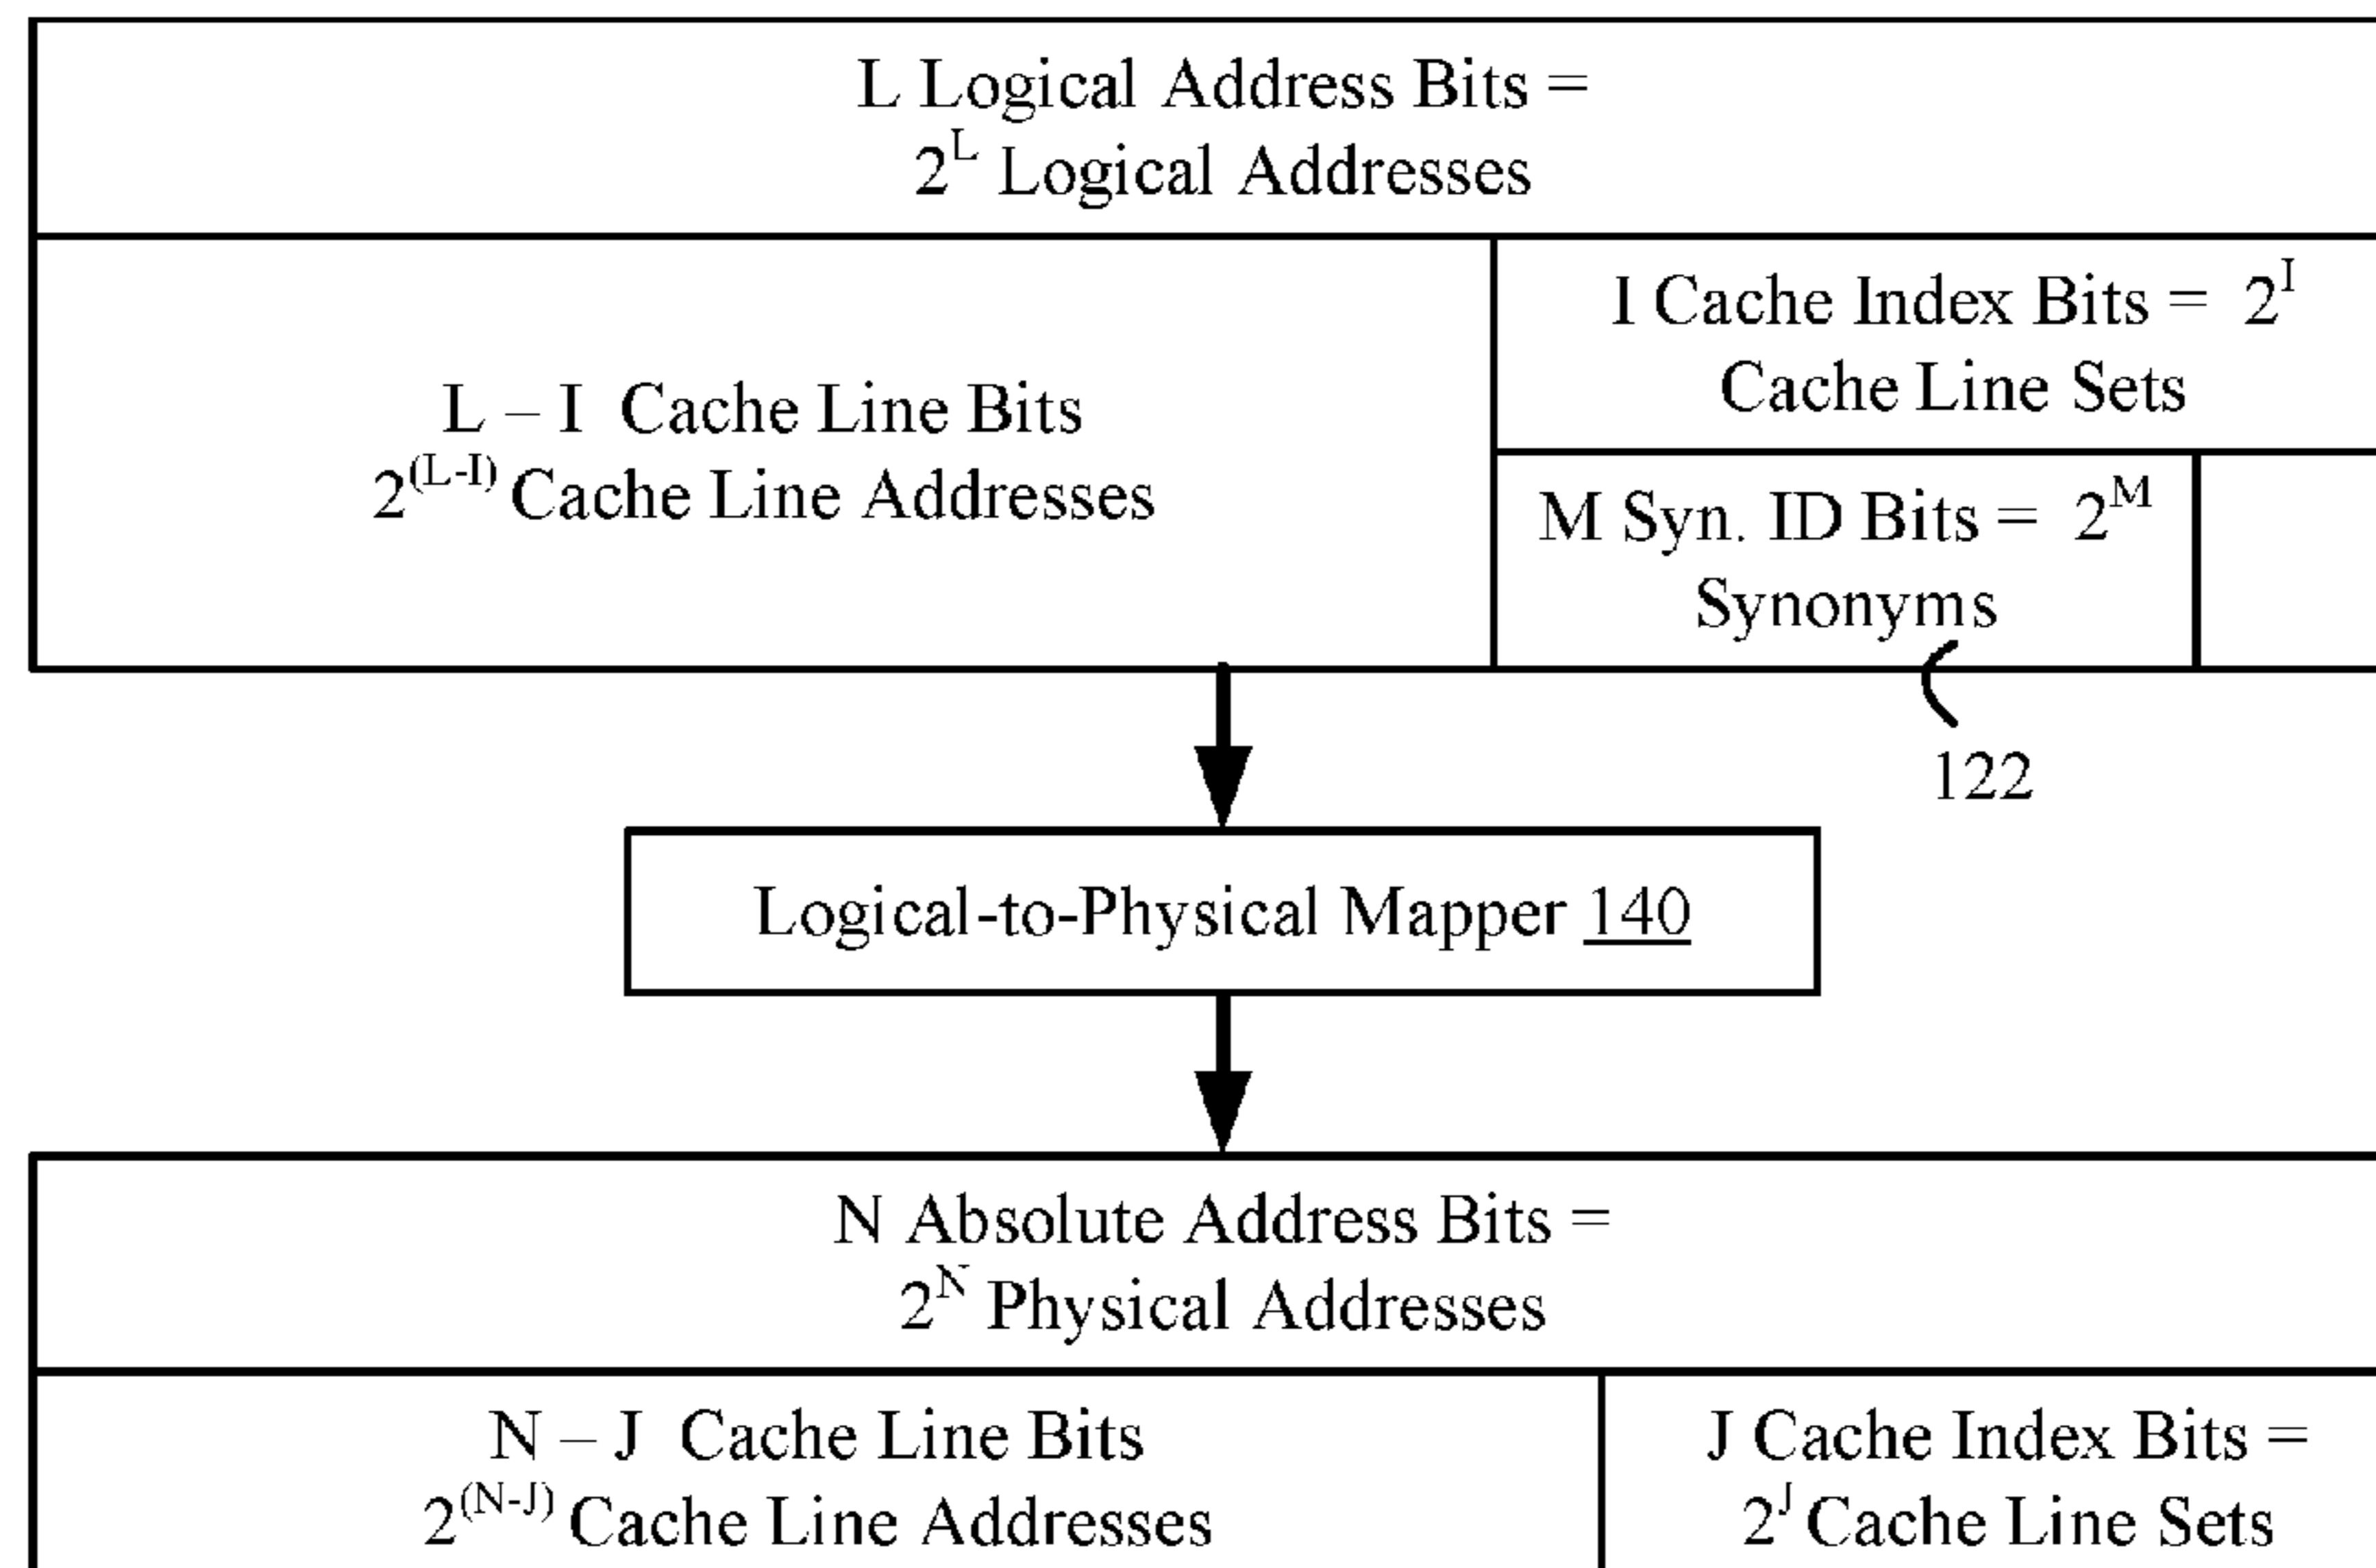 L Logical Address Bits =
2^L Logical Addresses
I Cache Index Bits = 2^I
Cache Line Sets
L – I Cache Line Bits
2^(L-I) Cache Line Addresses
M Syn. ID Bits = 2^M
Synonyms
122
Logical-to-Physical Mapper 140
N Absolute Address Bits =
2^N Physical Addresses
N – J Cache Line Bits
2^(N-J) Cache Line Addresses
J Cache Index Bits =
2^J Cache Line Sets